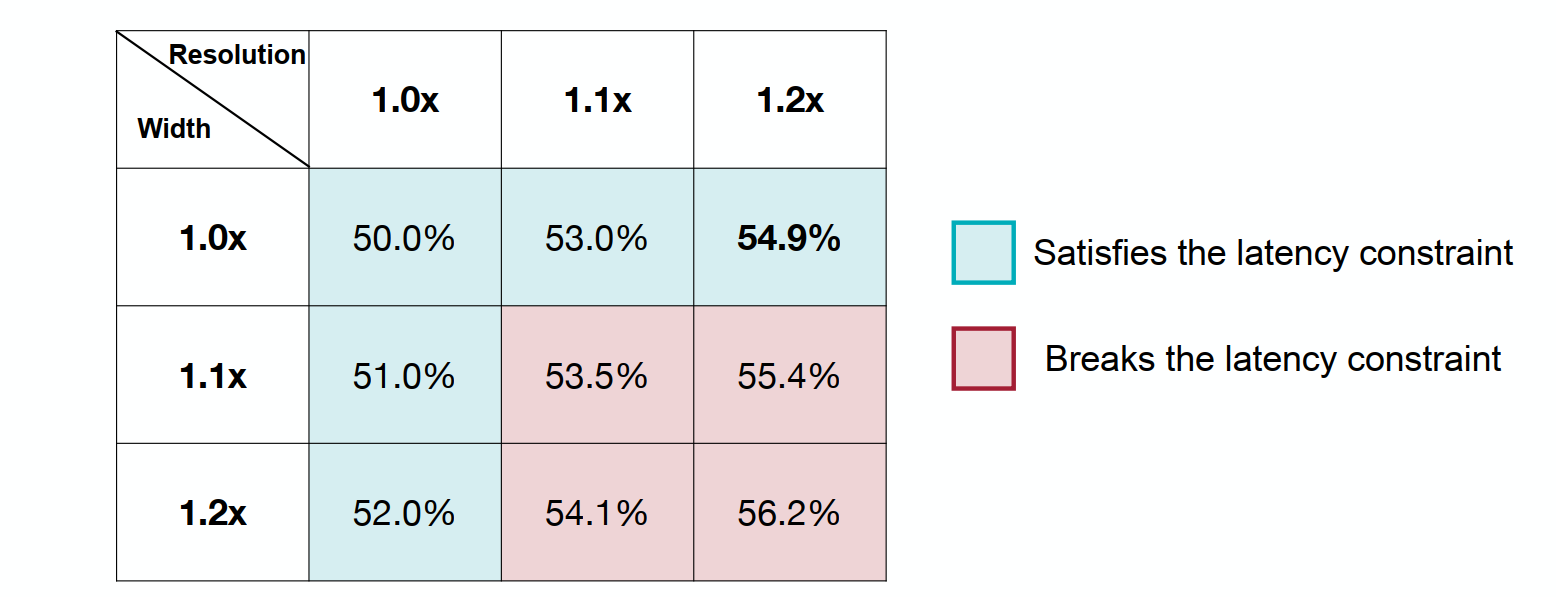 Resolution
Width
1.0x 1.1x 1.2x
1.0x 50.0% 53.0% 54.9%
1.1x 51.0% 53.5% 55.4%
1.2x 52.0% 54.1% 56.2%
Satisfies the latency constraint
Breaks the latency constraint